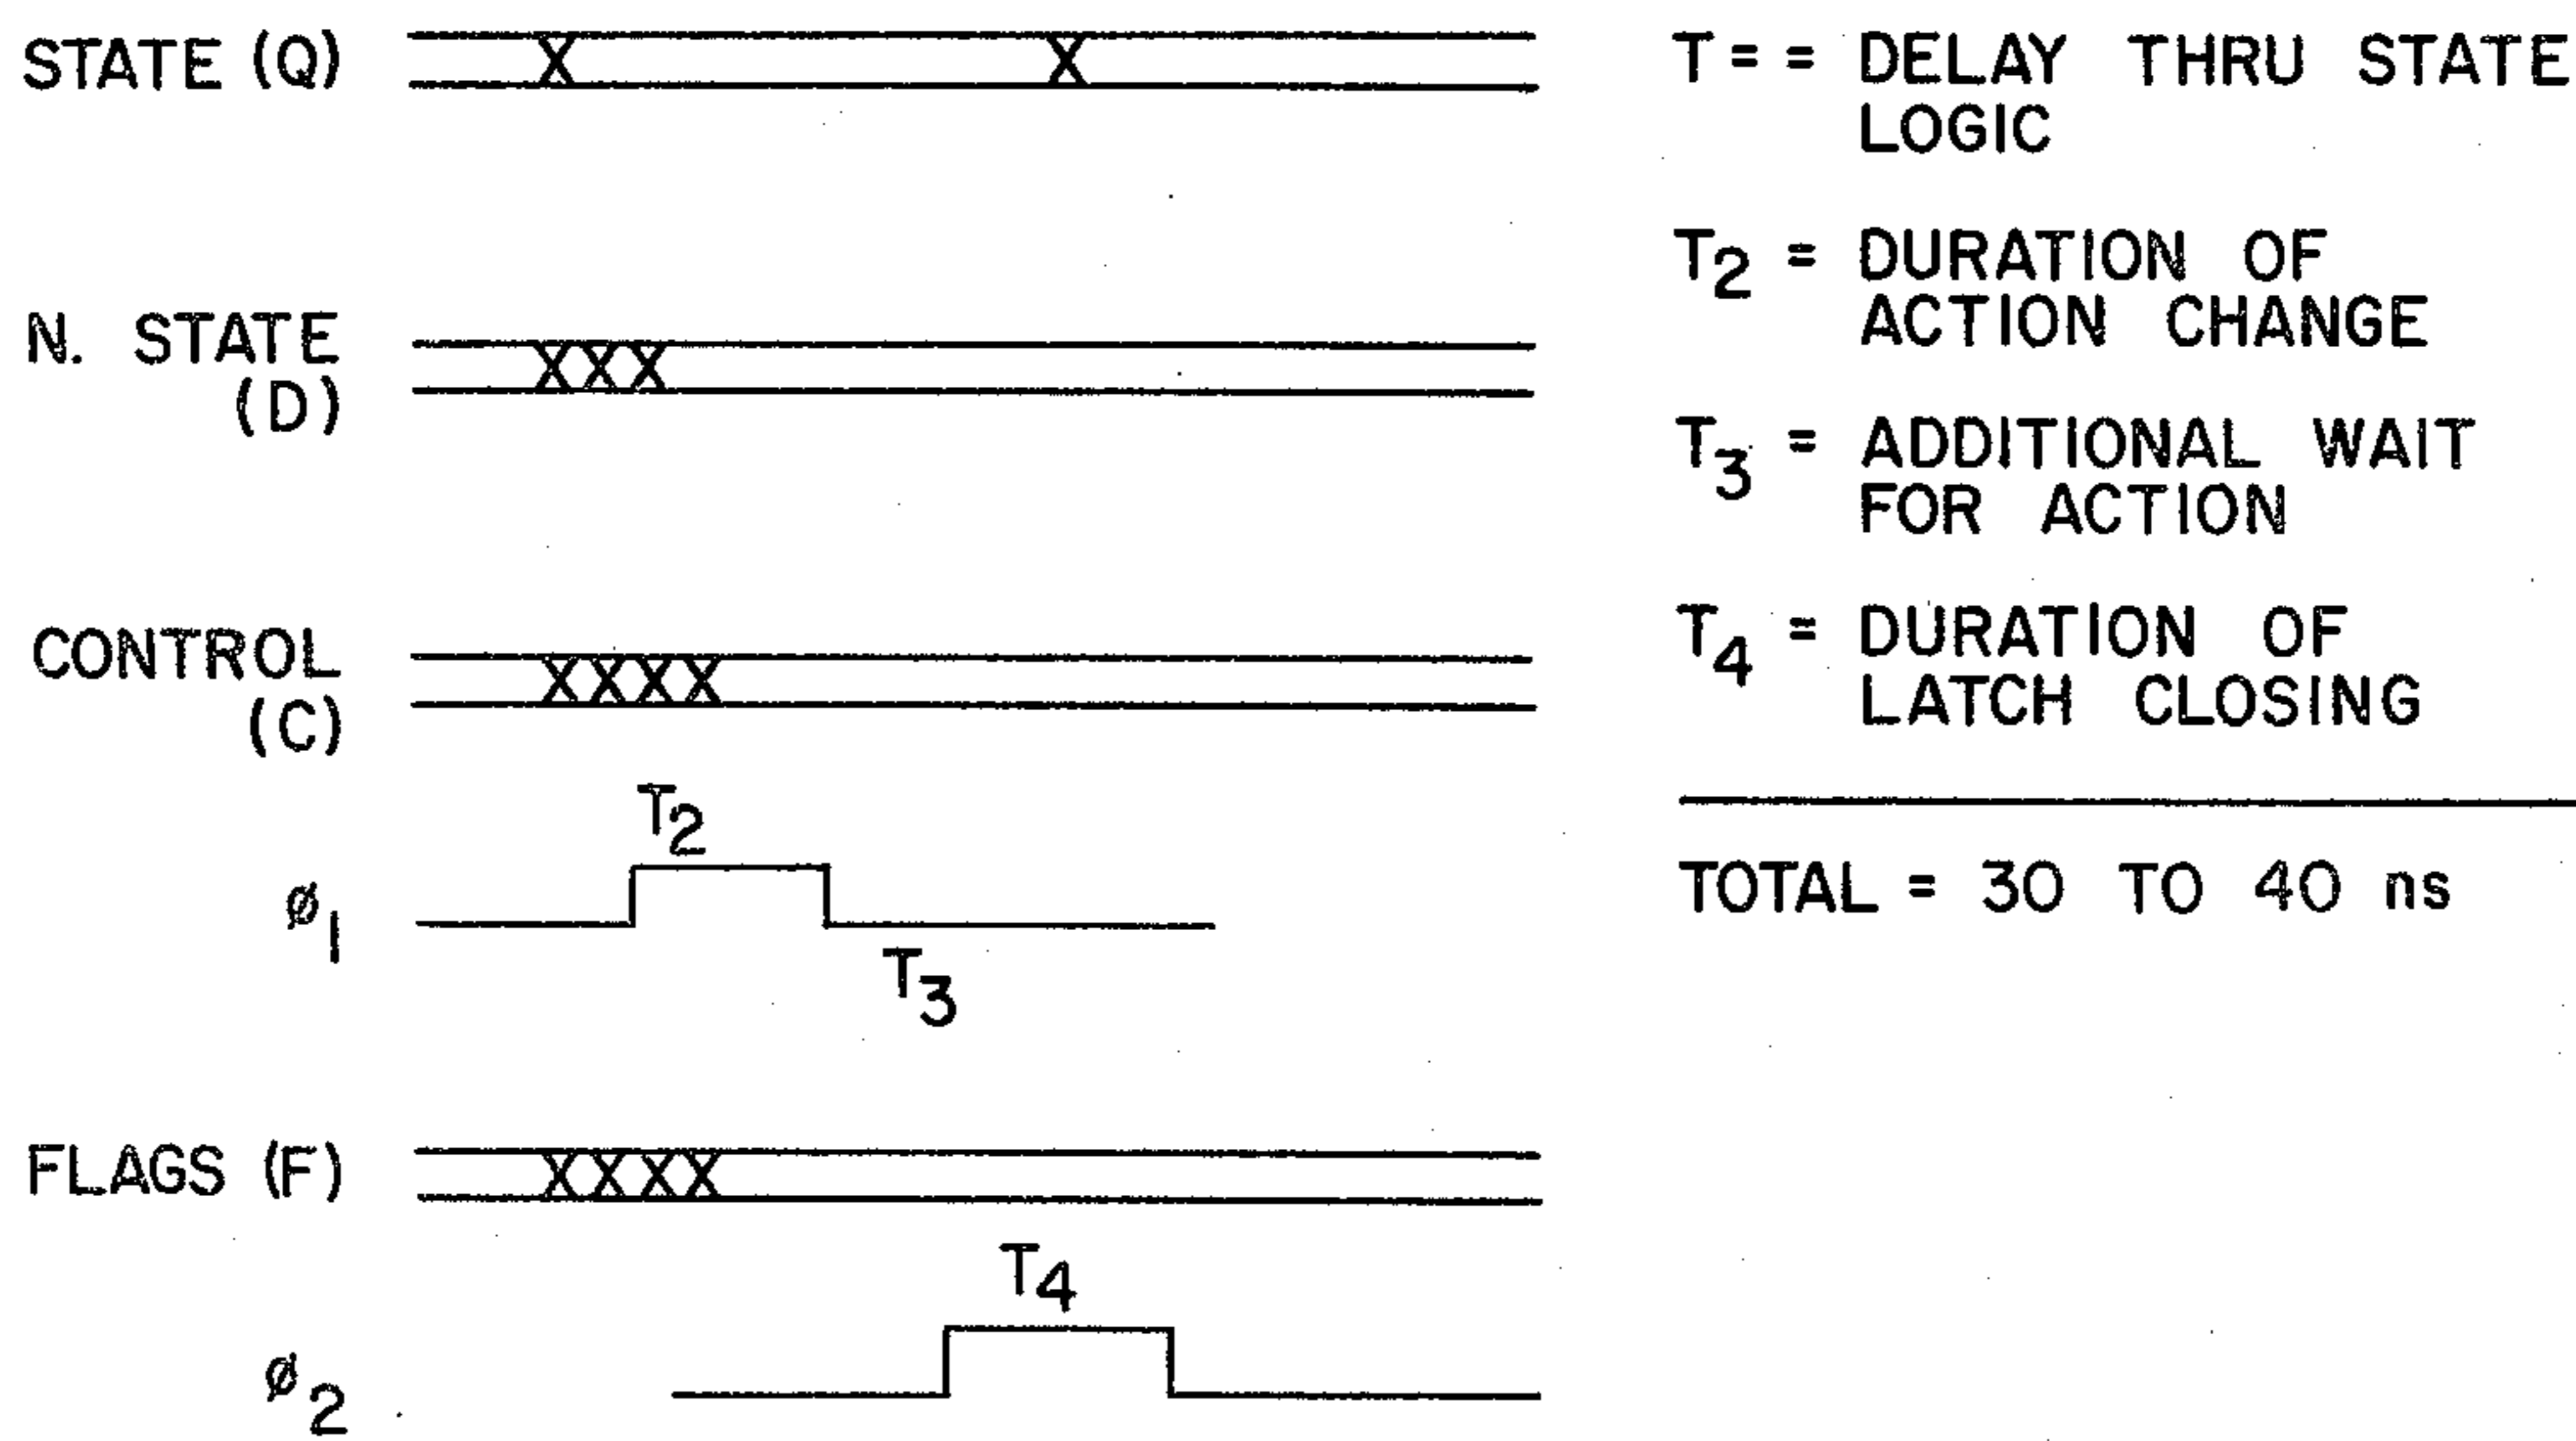 STATE (Q)
N. STATE
(D)
CONTROL
(C)
T2
ø1
T3
FLAGS (F)
T4
ø2
T = = DELAY THRU STATE
LOGIC
T2 = DURATION OF
ACTION CHANGE
T3 = ADDITIONAL WAIT
FOR ACTION
T4 = DURATION OF
LATCH CLOSING
TOTAL = 30 TO 40 ns